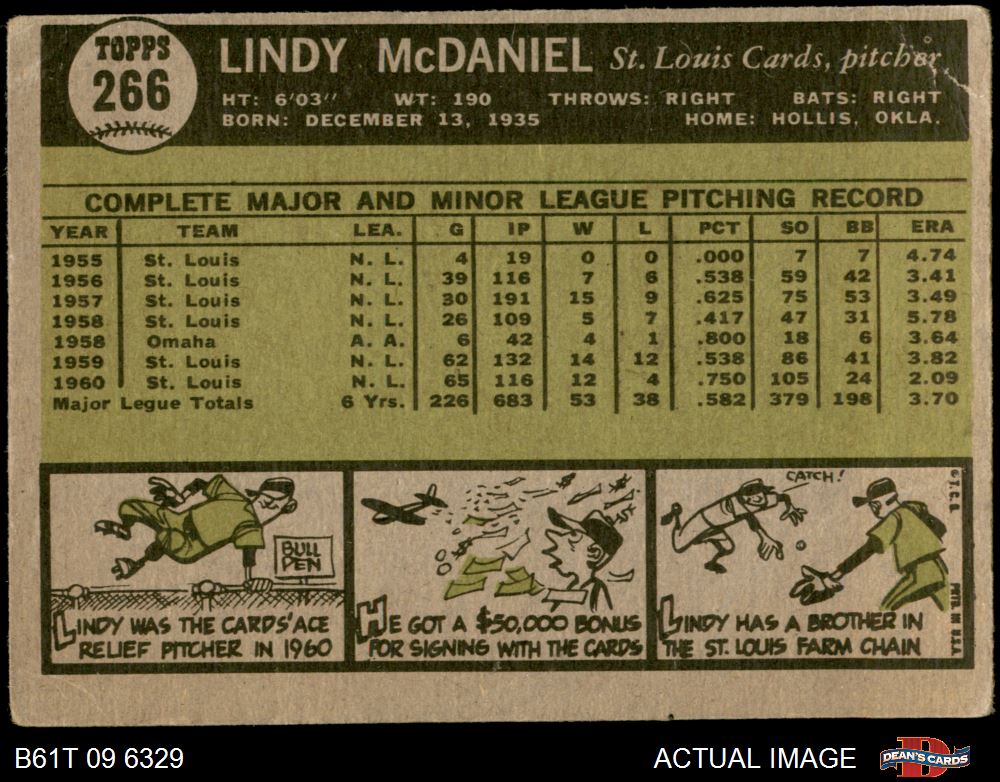 TOPPS
266
LINDY McDANIEL St. Louis Cards, pitcher
HT: 6'03" WT: 190 THROWS: RIGHT BATS: RIGHT
BORN: DECEMBER 13, 1935 HOME: HOLLIS, OKLA.
COMPLETE MAJOR AND MINOR LEAGUE PITCHING RECORD
YEAR TEAM LEA. G IP W L PCT SO BB ERA
1955 St. Louis N. L. 4 19 0 0 .000 7 7 4.74
1956 St. Louis N. L. 39 116 7 6 .538 59 42 3.41
1957 St. Louis N. L. 30 191 15 9 .625 75 53 3.49
1958 St. Louis N. L. 26 109 5 7 .417 47 31 5.78
1958 Omaha A. A. 6 42 4 1 .800 18 6 3.64
1959 St. Louis N. L. 62 132 14 12 .538 86 41 3.82
1960 St. Louis N. L. 65 116 12 4 .750 105 24 2.09
Major Legue Totals 6 Yrs. 226 683 53 38 .582 379 198 3.70
BULL
PEN
LINDY WAS THE CARDS' ACE
RELIEF PITCHER IN 1960
HE GOT A $50,000 BONUS
FOR SIGNING WITH THE CARDS
CATCH!
LINDY HAS A BROTHER IN
THE ST. LOUIS FARM CHAIN
© T. C. G. PRTD. IN U.S.A.
B61T 09 6329 ACTUAL IMAGE DEAN'S CARDS